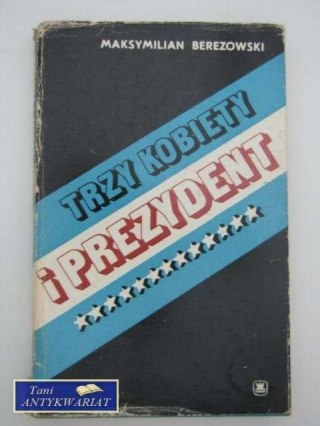 MAKSYMILIAN BEREZOWSKI
TRZY KOBIETY
i PREZYDENT
Tani
ANTYKWARIAT